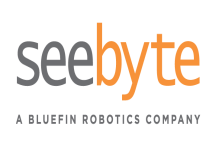 seebyte
A BLUEFIN ROBOTICS COMPANY